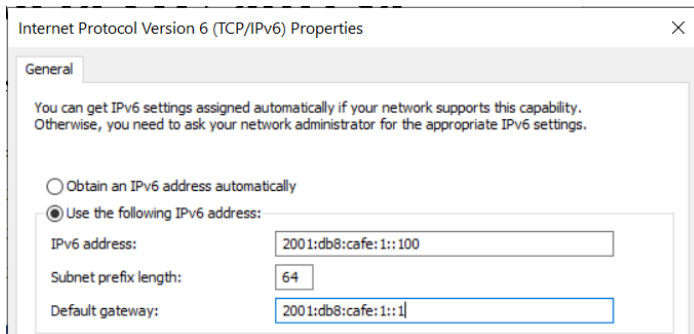 Internet Protocol Version 6 (TCP/IPv6) Properties
General
You can get IPv6 settings assigned automatically if your network supports this capability.
Otherwise, you need to ask your network administrator for the appropriate IPv6 settings.
Obtain an IPv6 address automatically
Use the following IPv6 address:
IPv6 address: 2001:db8:cafe:1::100
Subnet prefix length: 64
Default gateway: 2001:db8:cafe:1::1